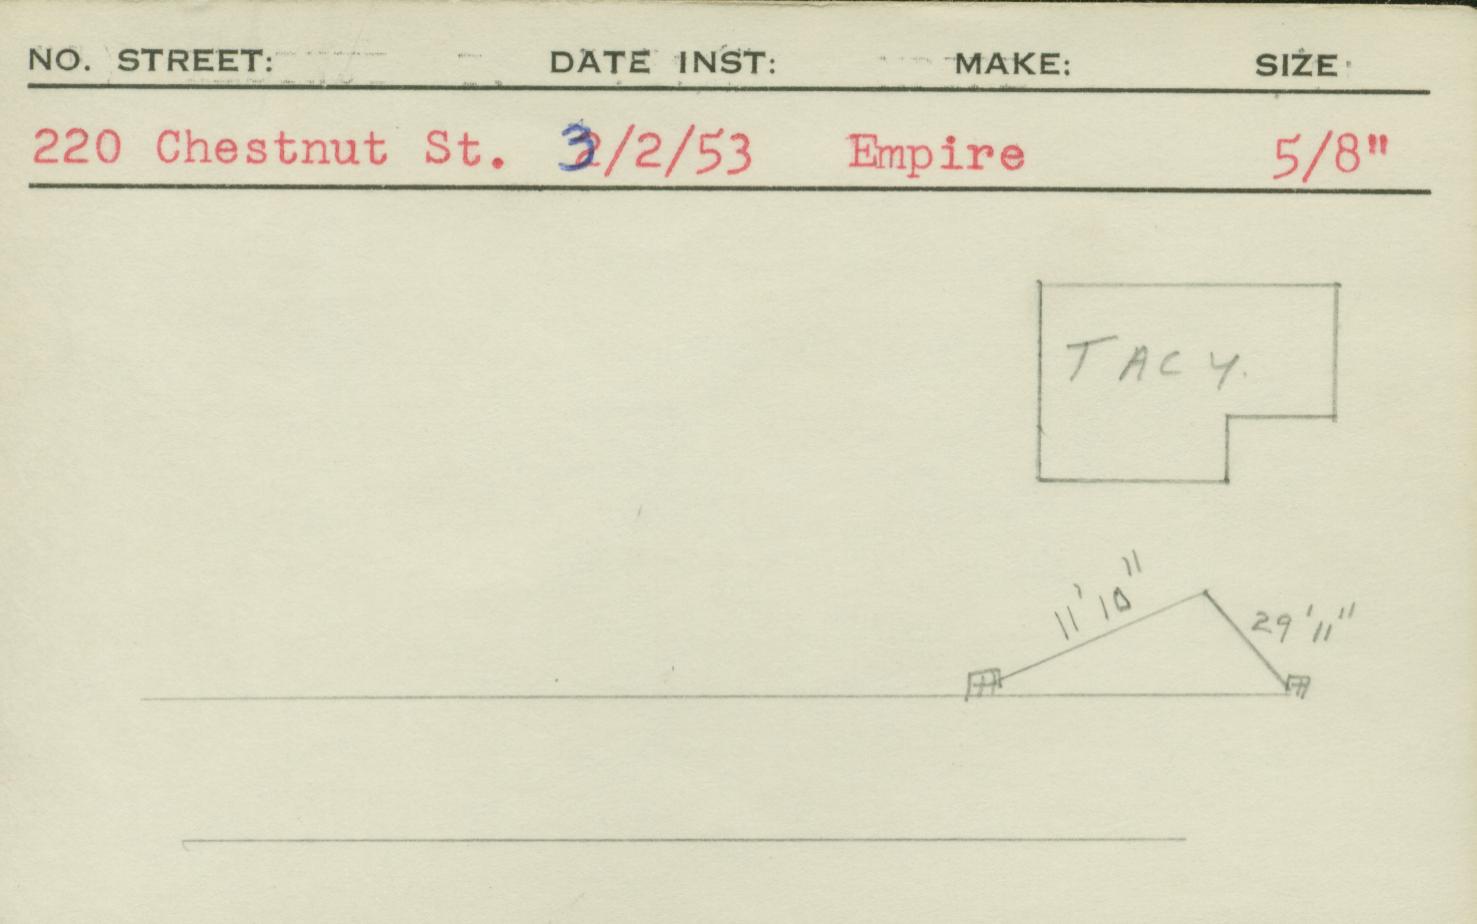 NO. STREET: DATE INST: MAKE: SIZE
220 Chestnut St. 3/2/53 Empire 5/8"
TACY.
11' 10"
29' 11"